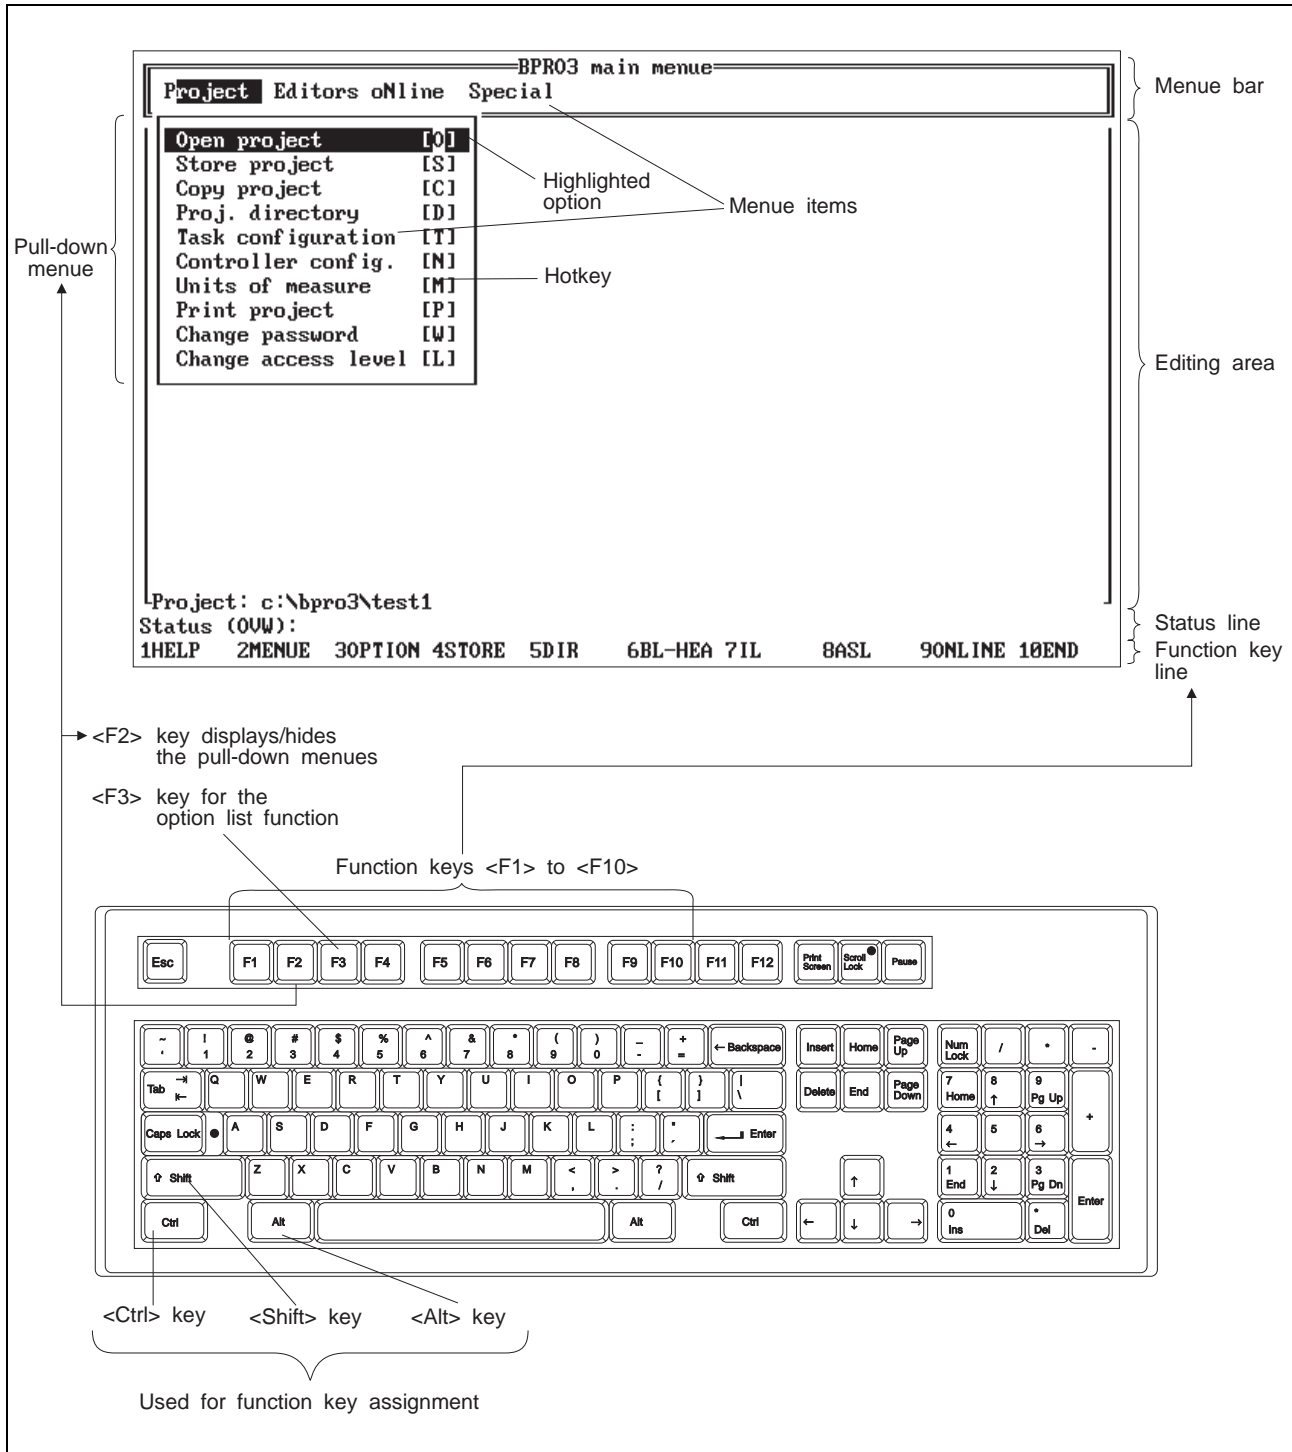 BPRO3 main menue
Project Editors oNline Special
Menue bar
Open project [O]
Store project [S]
Copy project [C]
Proj. directory [D]
Task configuration [T]
Controller config. [N]
Units of measure [M]
Print project [P]
Change password [W]
Change access level [L]
Highlighted
option
Menue items
Hotkey
Pull-down
menue
Editing area
Project: c:\bpro3\test1
Status (OVW):
1HELP 2MENUE 3OPTION 4STORE 5DIR 6BL-HEA 7IL 8ASL 9ONLINE 10END
Status line
Function key
line
<F2> key displays/hides
the pull-down menues
<F3> key for the
option list function
Function keys <F1> to <F10>
Esc F1 F2 F3 F4 F5 F6 F7 F8 F9 F10 F11 F12 Print Screen Scroll Lock Pause
~ ! @ # $ % ^ & * ( ) _ +
' 1 2 3 4 5 6 7 8 9 0 - = ← Backspace Insert Home Page Up Num Lock / * -
Tab ⇥ ⇤ Q W E R T Y U I O P { [ } ] | \ Delete End Page Down 7 Home 8 ↑ 9 Pg Up +
Caps Lock A S D F G H J K L : ; " ' Enter 4 ← 5 6 →
⇧ Shift Z X C V B N M < , > . ? / ⇧ Shift ↑ 1 End 2 ↓ 3 Pg Dn Enter
Ctrl Alt Alt Ctrl ← ↓ → 0 Ins * Del
<Ctrl> key <Shift> key <Alt> key
Used for function key assignment